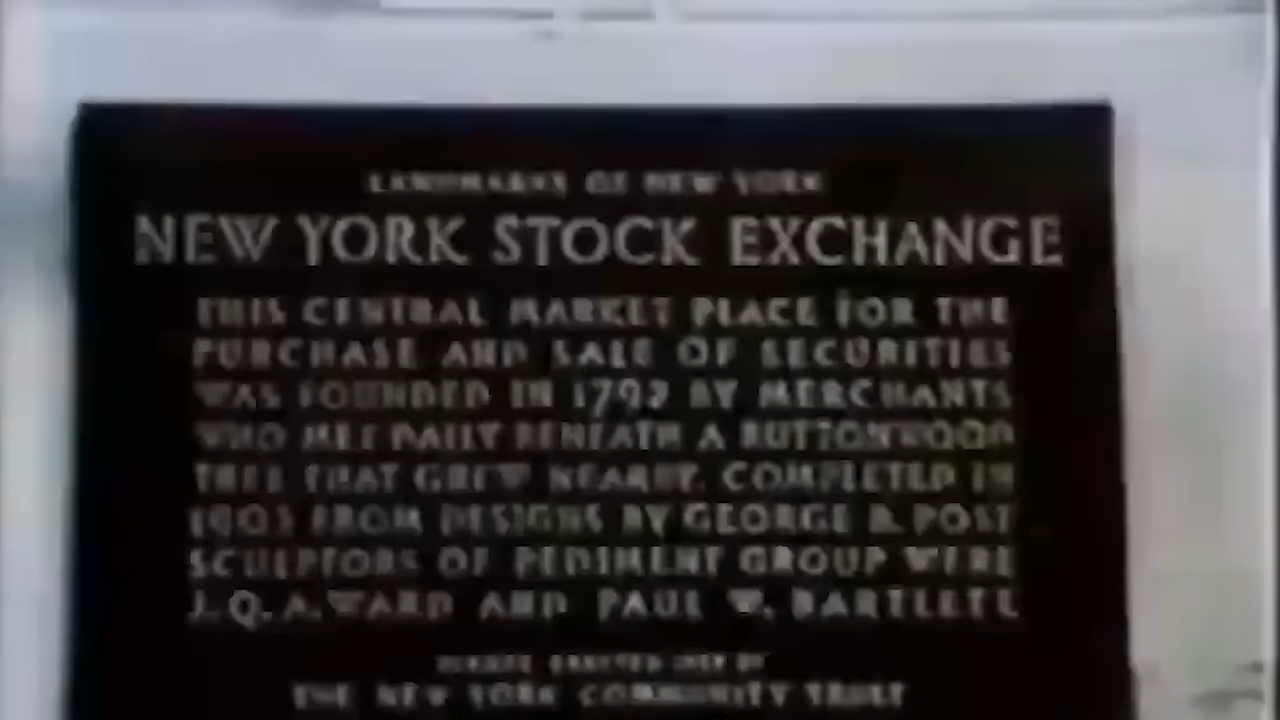 LANDMARKS OF NEW YORK
NEW YORK STOCK EXCHANGE
THIS CENTRAL MARKET PLACE FOR THE
PURCHASE AND SALE OF SECURITIES
WAS FOUNDED IN 1792 BY MERCHANTS
WHO MET DAILY BENEATH A BUTTONWOOD
TREE THAT GREW NEARBY. COMPLETED IN
1903 FROM DESIGNS BY GEORGE B. POST
SCULPTORS OF PEDIMENT GROUP WERE
J. Q. A. WARD AND PAUL W. BARTLETT.
ERECTED BY
THE NEW YORK COMMUNITY TRUST